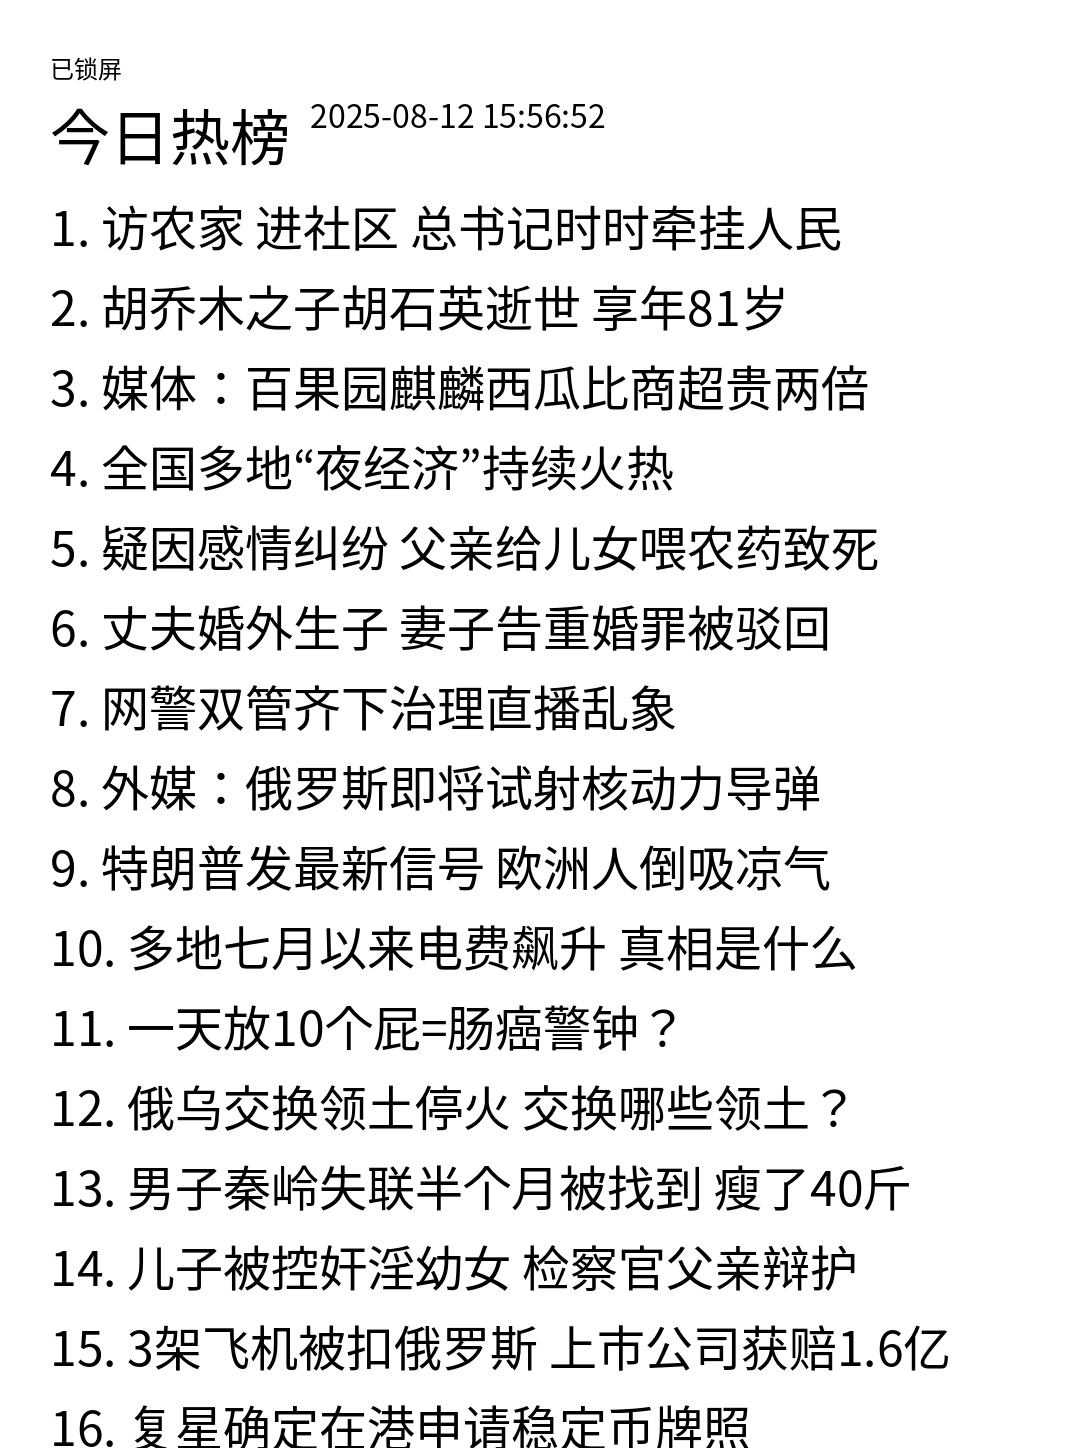 已锁屏
今日热榜 2025-08-12 15:56:52
1. 访农家 进社区 总书记时时牵挂人民
2. 胡乔木之子胡石英逝世 享年81岁
3. 媒体：百果园麒麟西瓜比商超贵两倍
4. 全国多地“夜经济”持续火热
5. 疑因感情纠纷 父亲给儿女喂农药致死
6. 丈夫婚外生子 妻子告重婚罪被驳回
7. 网警双管齐下治理直播乱象
8. 外媒：俄罗斯即将试射核动力导弹
9. 特朗普发最新信号 欧洲人倒吸凉气
10. 多地七月以来电费飙升 真相是什么
11. 一天放10个屁=肠癌警钟？
12. 俄乌交换领土停火 交换哪些领土？
13. 男子秦岭失联半个月被找到 瘦了40斤
14. 儿子被控奸淫幼女 检察官父亲辩护
15. 3架飞机被扣俄罗斯 上市公司获赔1.6亿
16. 复星确定在港申请稳定币牌照